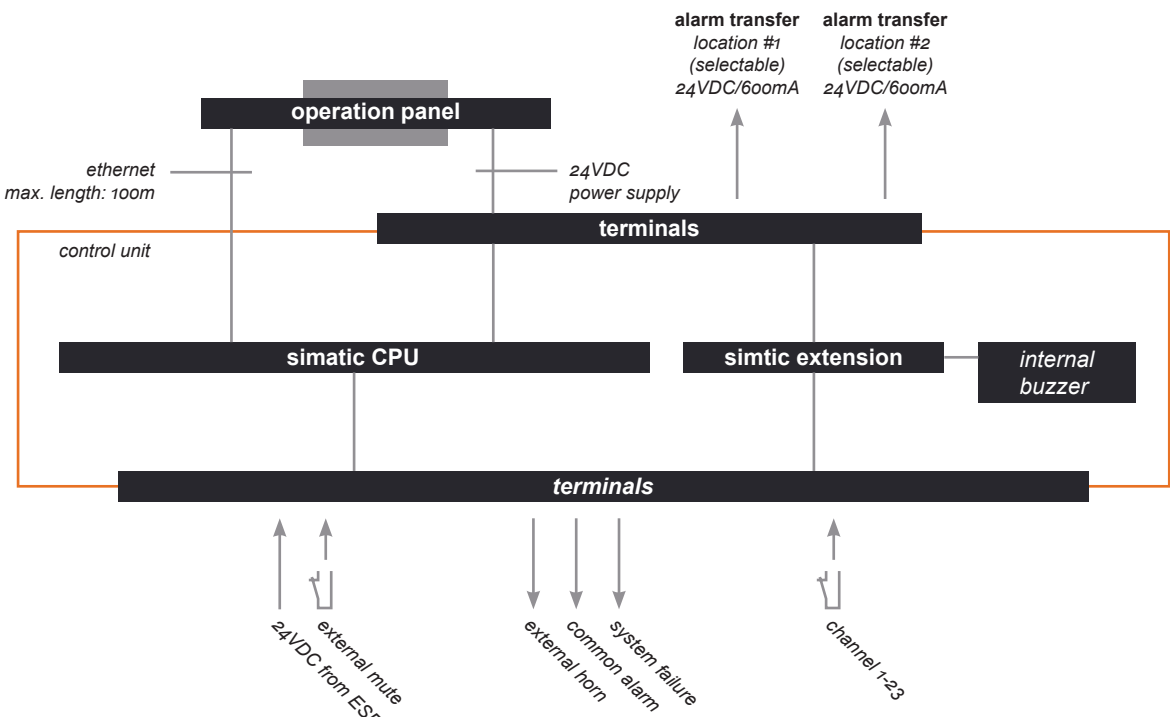 alarm transfer
location #1
(selectable)
24VDC/600mA
alarm transfer
location #2
(selectable)
24VDC/600mA
operation panel
ethernet
max. length: 100m
24VDC
power supply
terminals
control unit
simatic CPU
simtic extension
internal
buzzer
terminals
24VDC from
external mute
external horn
common alarm
system failure
channel 1-23